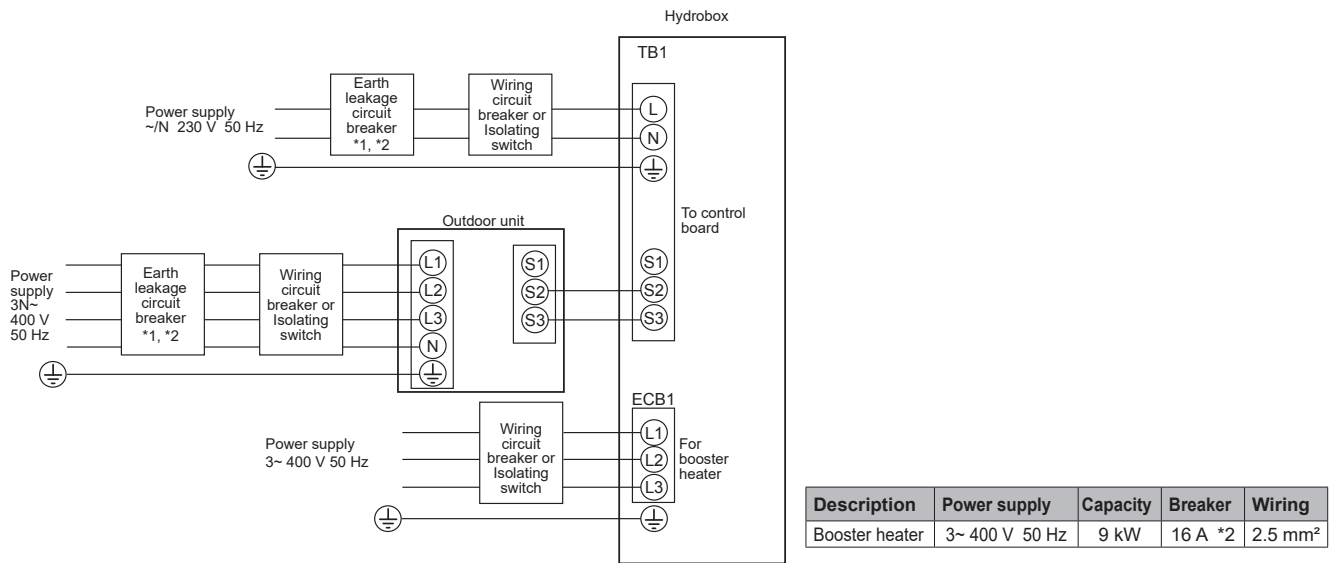 Hydrobox
TB1
Power supply
~/N 230 V 50 Hz
Earth
leakage
circuit
breaker
*1, *2
Wiring
circuit
breaker or
Isolating
switch
L
N
To control
board
S1
S2
S3
Outdoor unit
Power
supply
3N~
400 V
50 Hz
Earth
leakage
circuit
breaker
*1, *2
Wiring
circuit
breaker or
Isolating
switch
L1
L2
L3
N
S1
S2
S3
ECB1
Power supply
3~ 400 V 50 Hz
Wiring
circuit
breaker or
Isolating
switch
L1
L2
L3
For
booster
heater
Description Power supply Capacity Breaker Wiring
Booster heater 3~ 400 V 50 Hz 9 kW 16 A *2 2.5 mm²